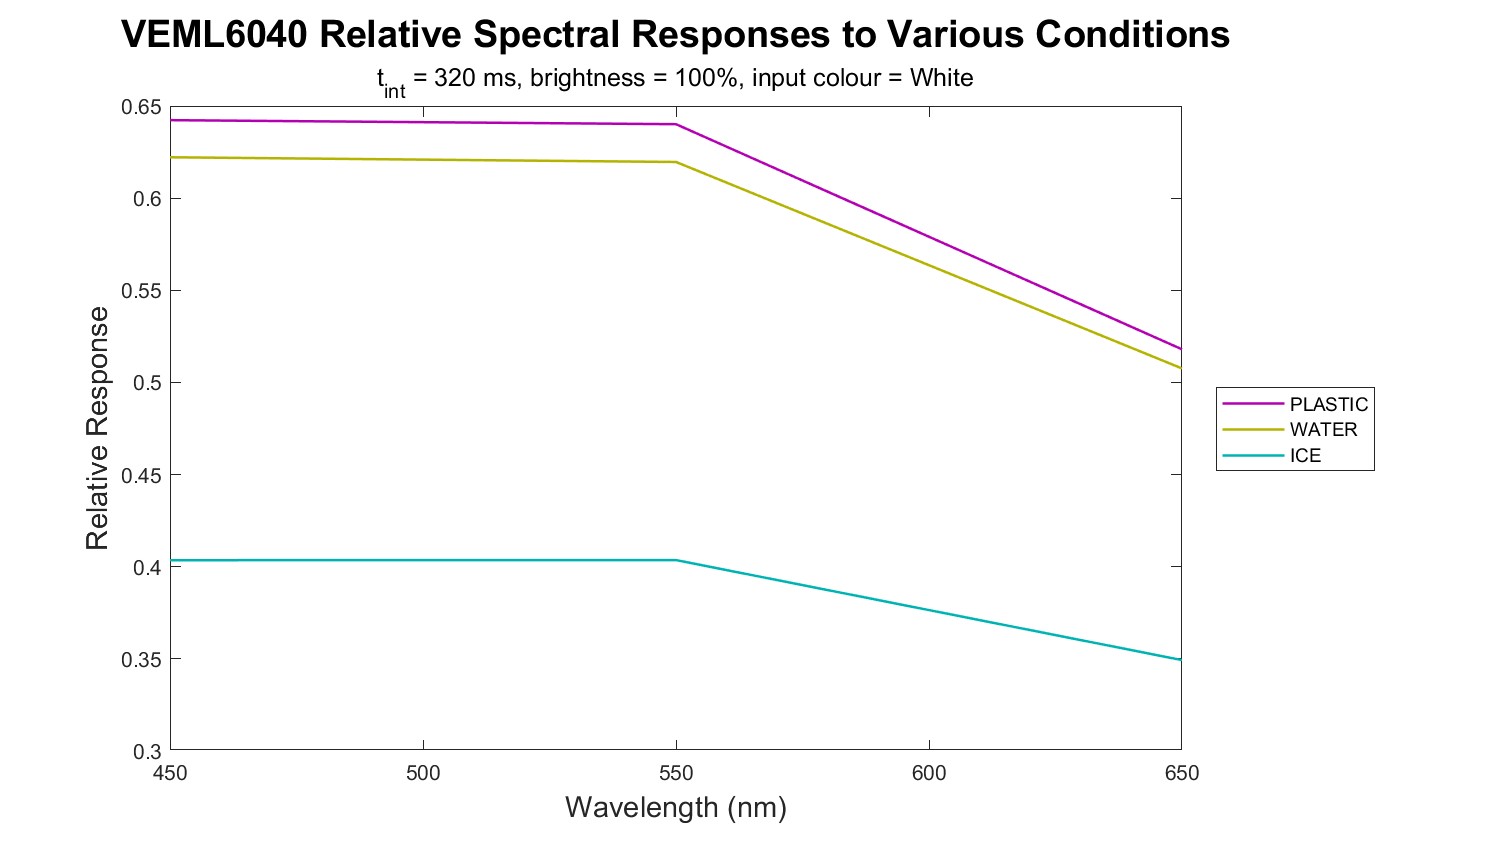 VEML6040 Relative Spectral Responses to Various Conditions
t_int = 320 ms, brightness = 100%, input colour = White
0.65
0.6
0.55
0.5
0.45
0.4
0.35
0.3
Relative Response
450 500 550 600 650
Wavelength (nm)
PLASTIC
WATER
ICE